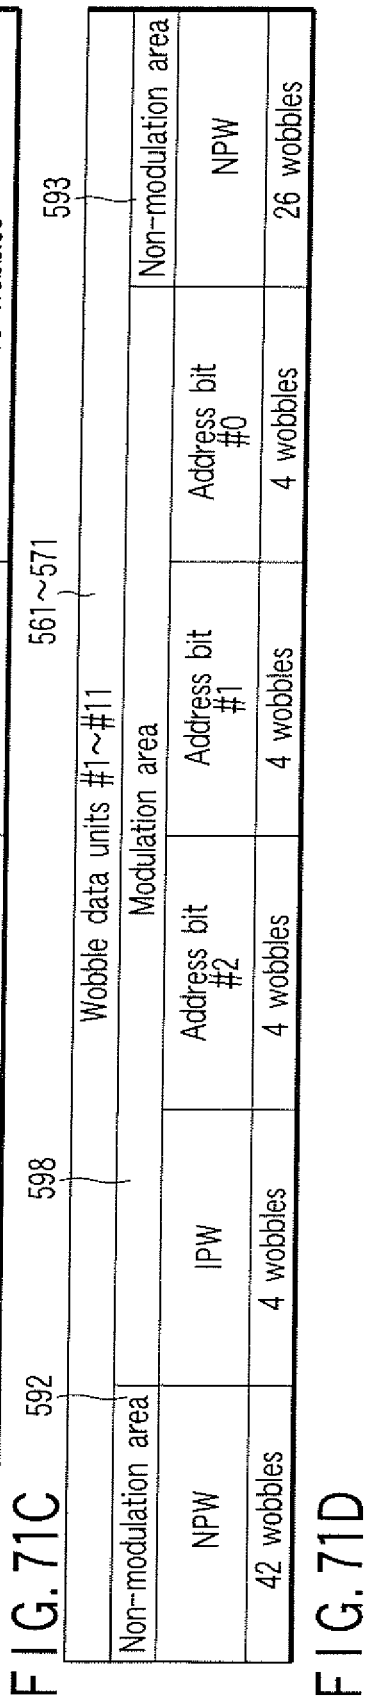 FIG. 71C
592
598
561~571
593
Wobble data units #1~#11
Non-modulation area
Modulation area
Non-modulation area
NPW
IPW
Address bit
#2
Address bit
#1
Address bit
#0
NPW
42 wobbles
4 wobbles
4 wobbles
4 wobbles
4 wobbles
26 wobbles
FIG. 71D